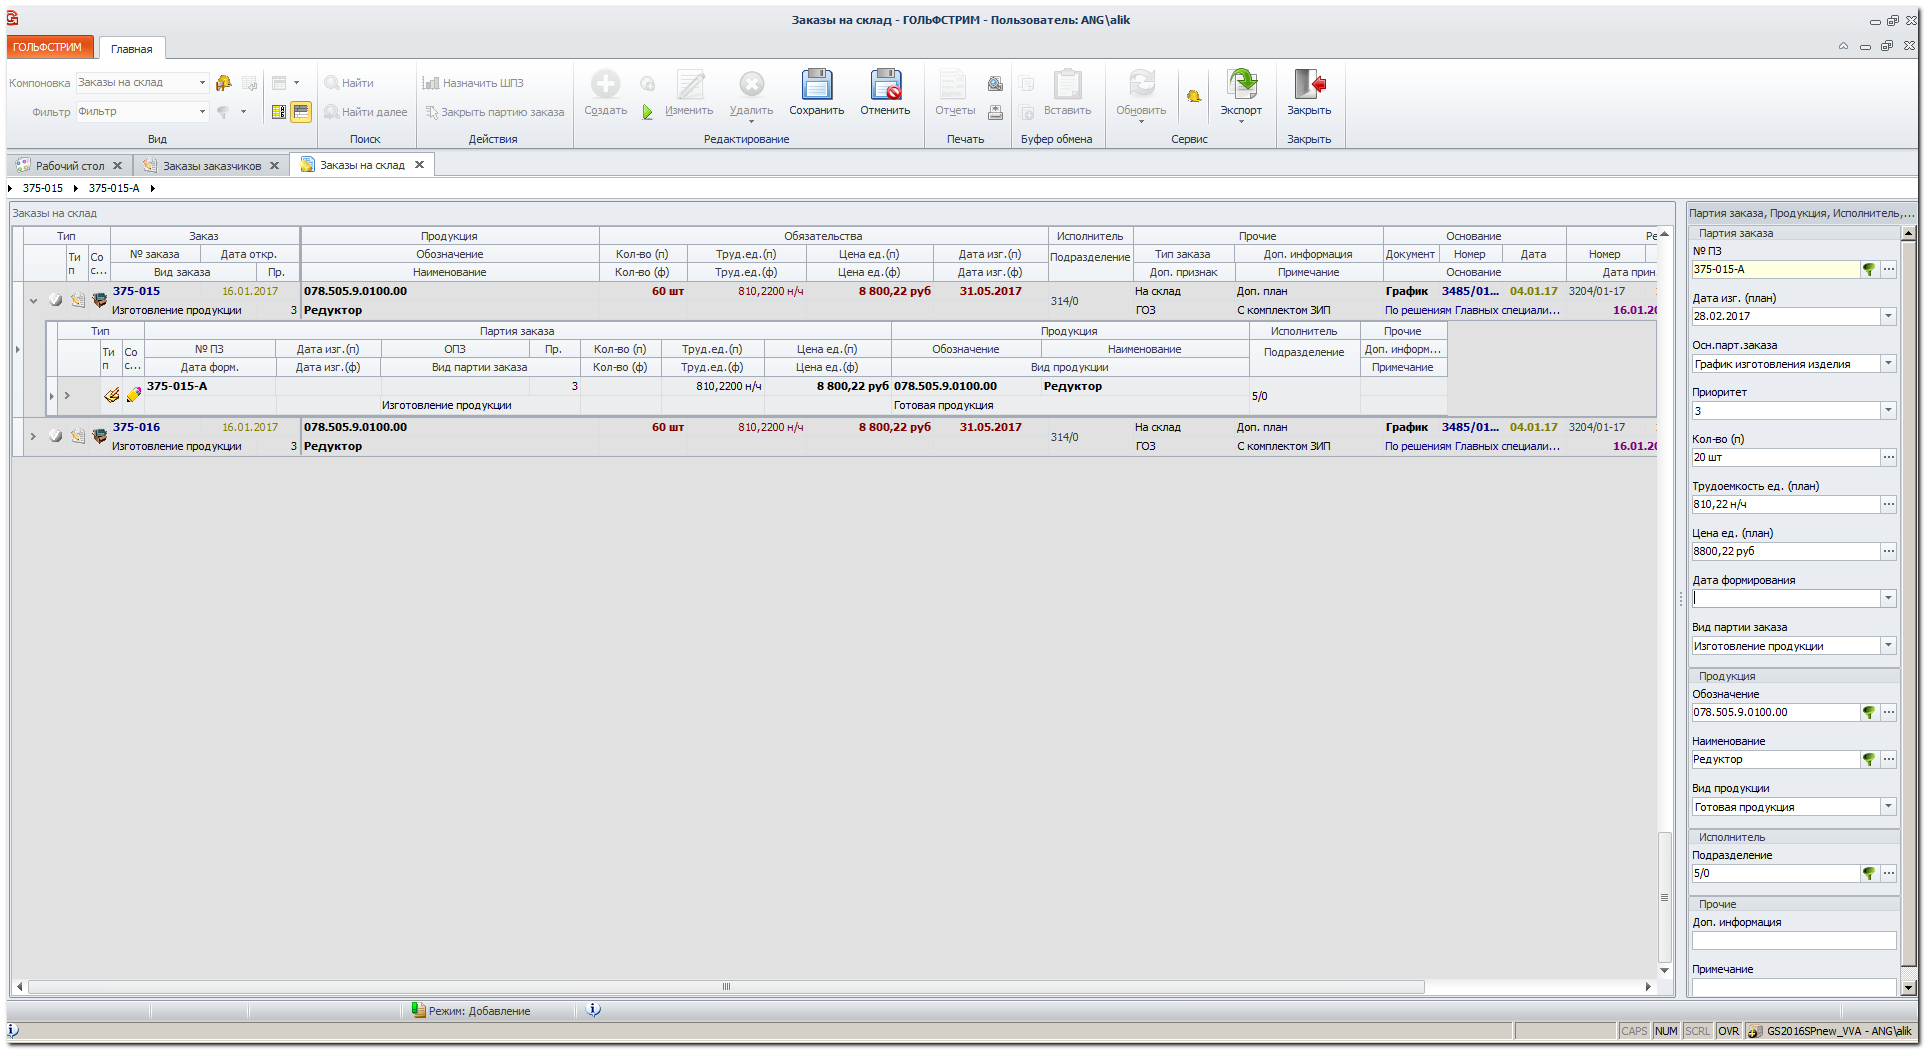 Заказы на склад - ГОЛЬФСТРИМ - Пользователь: ANG\alik
ГОЛЬФСТРИМ Главная
Компоновка Заказы на склад Найти Назначить ШПЗ
Фильтр Фильтр Найти далее Закрыть партию заказа Создать Изменить Удалить Сохранить Отменить Отчеты Вставить Обновить Экспорт Закрыть
Вид Поиск Действия Редактирование Печать Буфер обмена Сервис Закрыть
Рабочий стол Заказы заказчиков Заказы на склад
375-015 375-015-А
Заказы на склад
Тип Заказ Продукция Обязательства Исполнитель Прочие Основание Ре
Ти п Со с... № заказа Дата откр. Обозначение Кол-во (п) Труд.ед.(п) Цена ед.(п) Дата изг.(п) Подразделение Тип заказа Доп. информация Документ Номер Дата Номер
Вид заказа Пр. Наименование Кол-во (ф) Труд.ед.(ф) Цена ед.(ф) Дата изг.(ф) Доп. признак Примечание Основание Дата прин.
375-015 16.01.2017 078.505.9.0100.00 60 шт 810,2200 н/ч 8 800,22 руб 31.05.2017 314/0 На склад Доп. план График 3485/01... 04.01.17 3204/01-17
Изготовление продукции 3 Редуктор ГОЗ С комплектом ЗИП По решениям Главных специали... 16.01.20
Тип Партия заказа Продукция Исполнитель Прочие
Ти п Со с... № ПЗ Дата изг.(п) ОПЗ Пр. Кол-во (п) Труд.ед.(п) Цена ед.(п) Обозначение Наименование Подразделение Доп. информ...
Дата форм. Дата изг.(ф) Вид партии заказа Кол-во (ф) Труд.ед.(ф) Цена ед.(ф) Вид продукции Примечание
375-015-А 3 810,2200 н/ч 8 800,22 руб 078.505.9.0100.00 Редуктор 5/0
Изготовление продукции Готовая продукция
375-016 16.01.2017 078.505.9.0100.00 60 шт 810,2200 н/ч 8 800,22 руб 31.05.2017 314/0 На склад Доп. план График 3485/01... 04.01.17 3204/01-17
Изготовление продукции 3 Редуктор ГОЗ С комплектом ЗИП По решениям Главных специали... 16.01.20
Партия заказа, Продукция, Исполнитель,...
Партия заказа
№ ПЗ
375-015-А
Дата изг. (план)
28.02.2017
Осн.парт.заказа
График изготовления изделия
Приоритет
3
Кол-во (п)
20 шт
Трудоемкость ед. (план)
810,22 н/ч
Цена ед. (план)
8800,22 руб
Дата формирования
Вид партии заказа
Изготовление продукции
Продукция
Обозначение
078.505.9.0100.00
Наименование
Редуктор
Вид продукции
Готовая продукция
Исполнитель
Подразделение
5/0
Прочие
Доп. информация
Примечание
Режим: Добавление
CAPS NUM SCRL OVR GS2016SPnew_VVA - ANG\alik